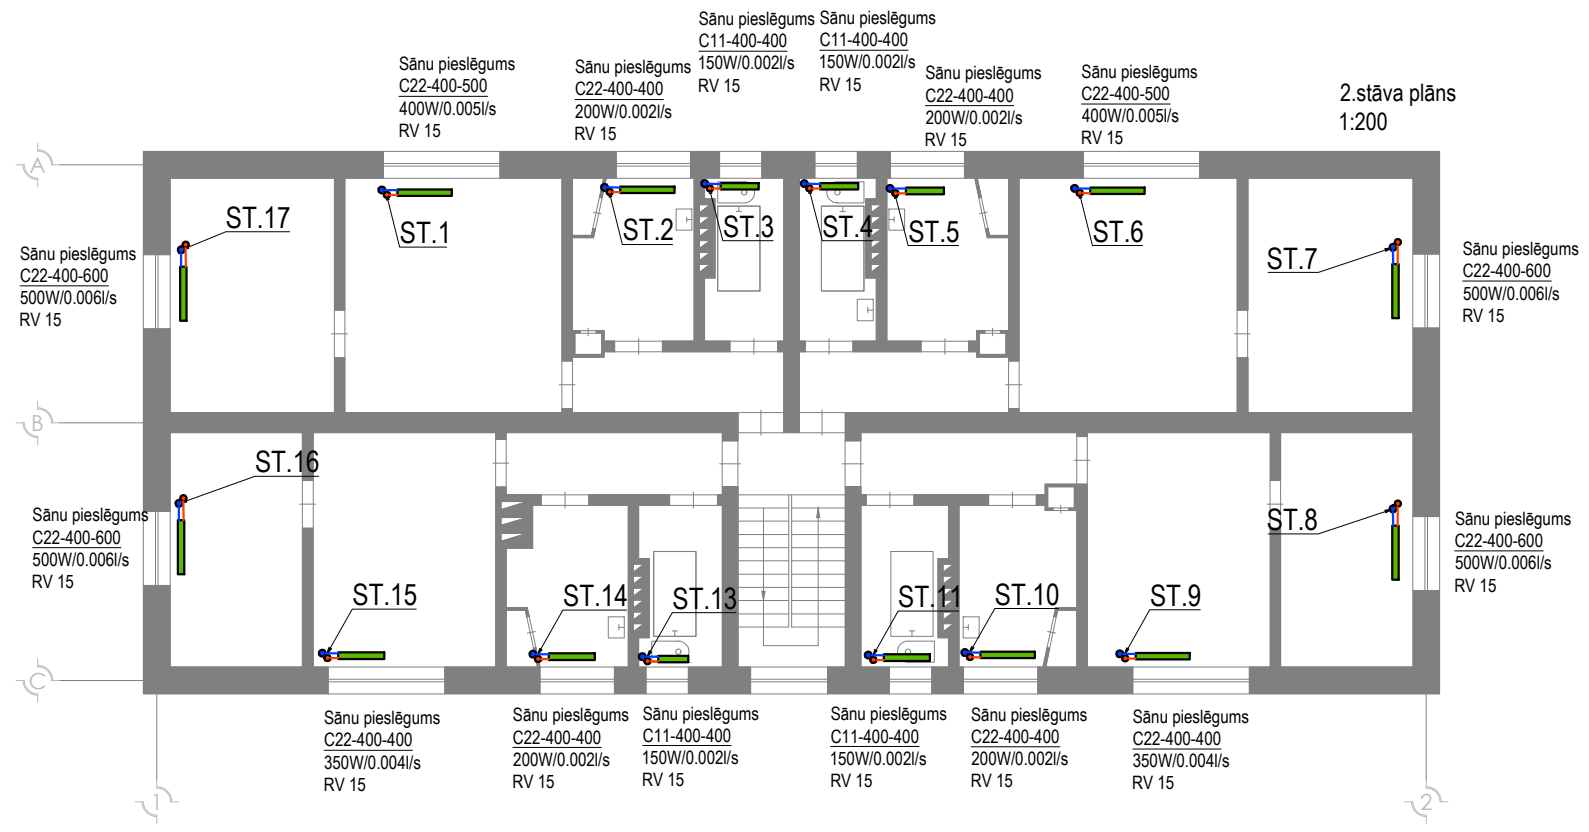 Sānu pieslēgums
C11-400-400
150W/0.002l/s
RV 15
Sānu pieslēgums
C11-400-400
150W/0.002l/s
RV 15
Sānu pieslēgums
C22-400-500
400W/0.005l/s
RV 15
Sānu pieslēgums
C22-400-400
200W/0.002l/s
RV 15
Sānu pieslēgums
C22-400-400
200W/0.002l/s
RV 15
Sānu pieslēgums
C22-400-500
400W/0.005l/s
RV 15
2.stāva plāns
1:200
A
ST.17
ST.1
ST.2
ST.3
ST.4
ST.5
ST.6
ST.7
Sānu pieslēgums
C22-400-600
500W/0.006l/s
RV 15
Sānu pieslēgums
C22-400-600
500W/0.006l/s
RV 15
B
ST.16
ST.8
Sānu pieslēgums
C22-400-600
500W/0.006l/s
RV 15
Sānu pieslēgums
C22-400-600
500W/0.006l/s
RV 15
ST.15
ST.14
ST.13
ST.11
ST.10
ST.9
C
Sānu pieslēgums
C22-400-400
350W/0.004l/s
RV 15
Sānu pieslēgums
C22-400-400
200W/0.002l/s
RV 15
Sānu pieslēgums
C11-400-400
150W/0.002l/s
RV 15
Sānu pieslēgums
C11-400-400
150W/0.002l/s
RV 15
Sānu pieslēgums
C22-400-400
200W/0.002l/s
RV 15
Sānu pieslēgums
C22-400-400
350W/0.004l/s
RV 15
1
2